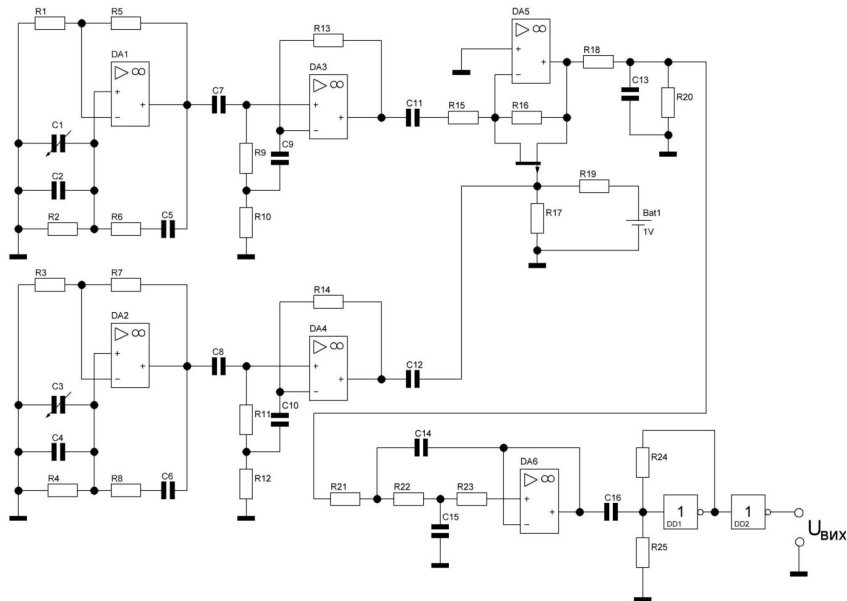 R1
R5
DA1
C1
C2
R2
R6
C5
C7
R9
R10
C9
R13
DA3
C11
R15
DA5
R16
R18
C13
R20
R19
R17
Bat1
1V
R3
R7
DA2
C3
C4
R4
R8
C6
C8
R11
R12
C10
R14
DA4
C12
R21
C14
R22
C15
R23
DA6
C16
R24
R25
1
DD1
1
DD2
Uвих